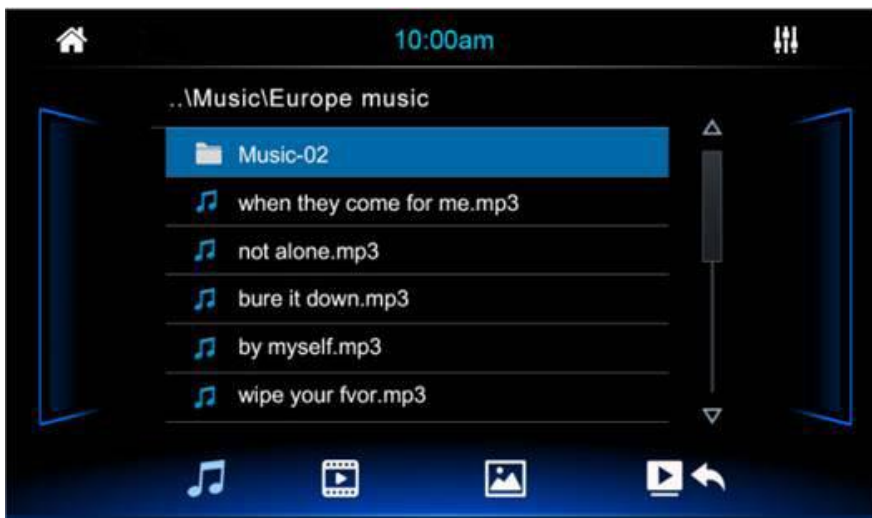 10:00am
..\Music\Europe music
Music-02
when they come for me.mp3
not alone.mp3
bure it down.mp3
by myself.mp3
wipe your fvor.mp3